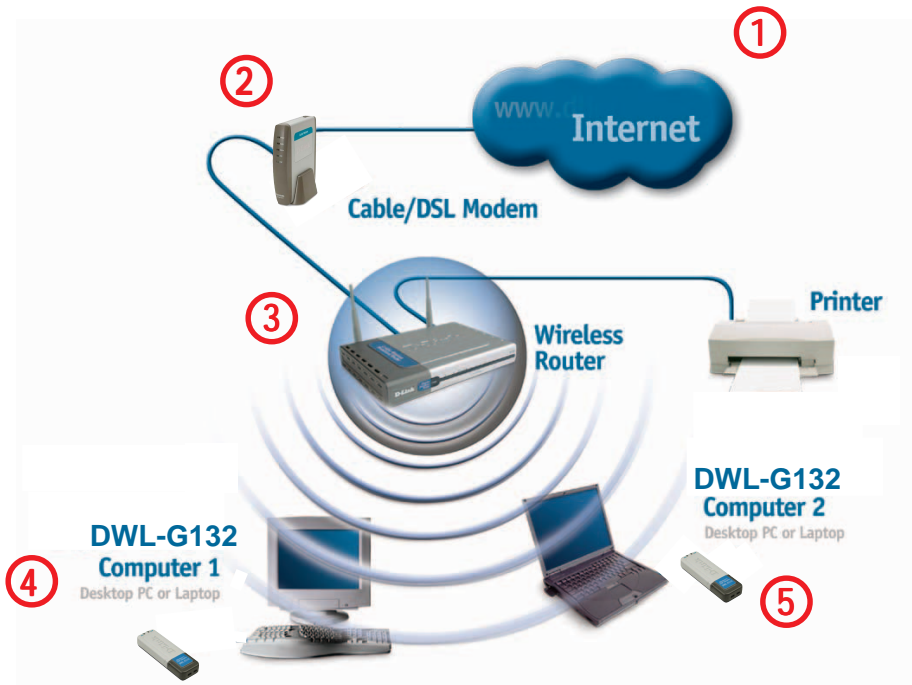 1
2
www.d
Internet
Cable/DSL Modem
3
Printer
Wireless
Router
D-Link
DWL-G132
Computer 2
Desktop PC or Laptop
DWL-G132
Computer 1
Desktop PC or Laptop
4
5